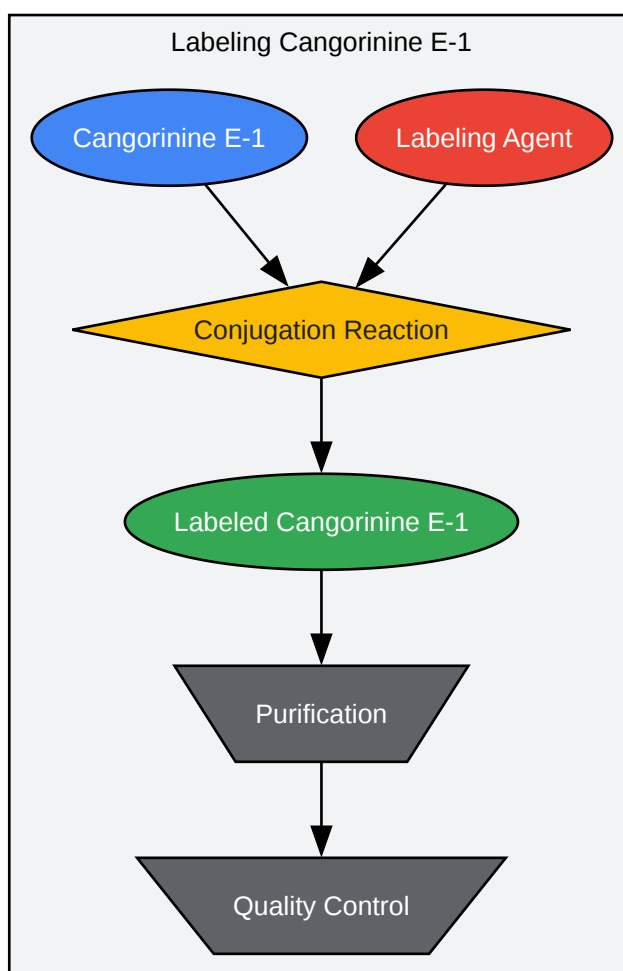 Labeling Cangorinine E-1
Cangorinine E-1
Labeling Agent
Conjugation Reaction
Labeled Cangorinine E-1
Purification
Quality Control